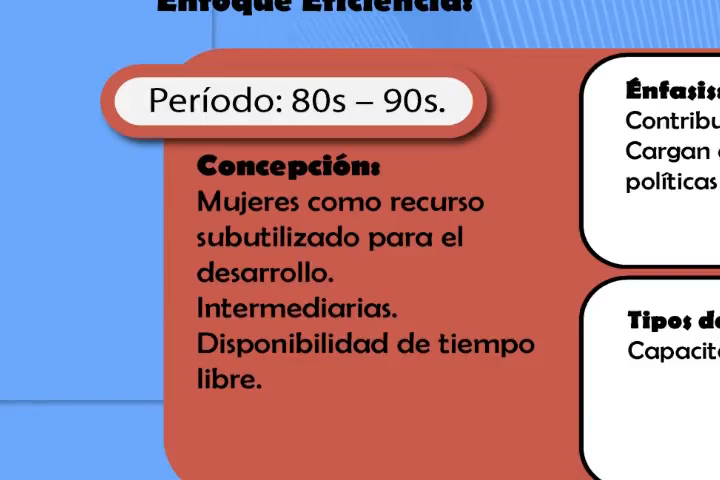 Enfoque Eficiencia:
Período: 80s – 90s.
Concepción:
Mujeres como recurso
subutilizado para el
desarrollo.
Intermediarias.
Disponibilidad de tiempo
libre.
Énfasis:
Contribu
Cargan
políticas
Tipos de
Capacit